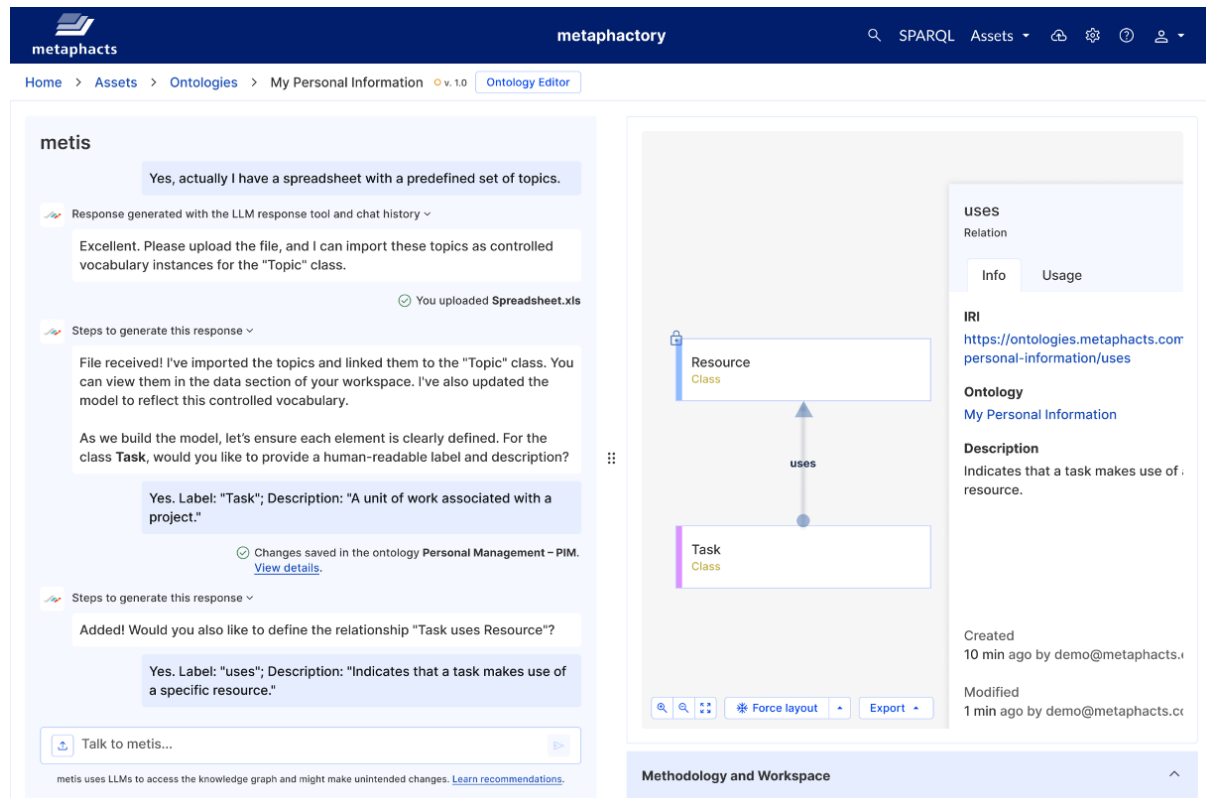 metaphacts
metaphactory
SPARQL Assets
Home > Assets > Ontologies > My Personal Information v. 1.0 Ontology Editor
metis
Yes, actually I have a spreadsheet with a predefined set of topics.
Response generated with the LLM response tool and chat history
Excellent. Please upload the file, and I can import these topics as controlled
vocabulary instances for the "Topic" class.
You uploaded Spreadsheet.xls
Steps to generate this response
File received! I've imported the topics and linked them to the "Topic" class. You
can view them in the data section of your workspace. I've also updated the
model to reflect this controlled vocabulary.
As we build the model, let's ensure each element is clearly defined. For the
class Task, would you like to provide a human-readable label and description?
Yes. Label: "Task"; Description: "A unit of work associated with a
project."
Changes saved in the ontology Personal Management – PIM.
View details.
Steps to generate this response
Added! Would you also like to define the relationship "Task uses Resource"?
Yes. Label: "uses"; Description: "Indicates that a task makes use of
a specific resource."
Talk to metis...
metis uses LLMs to access the knowledge graph and might make unintended changes. Learn recommendations.
Resource
Class
uses
Task
Class
Force layout
Export
uses
Relation
Info Usage
IRI
https://ontologies.metaphacts.com
personal-information/uses
Ontology
My Personal Information
Description
Indicates that a task makes use of
resource.
Created
10 min ago by demo@metaphacts.
Modified
1 min ago by demo@metaphacts.co
Methodology and Workspace